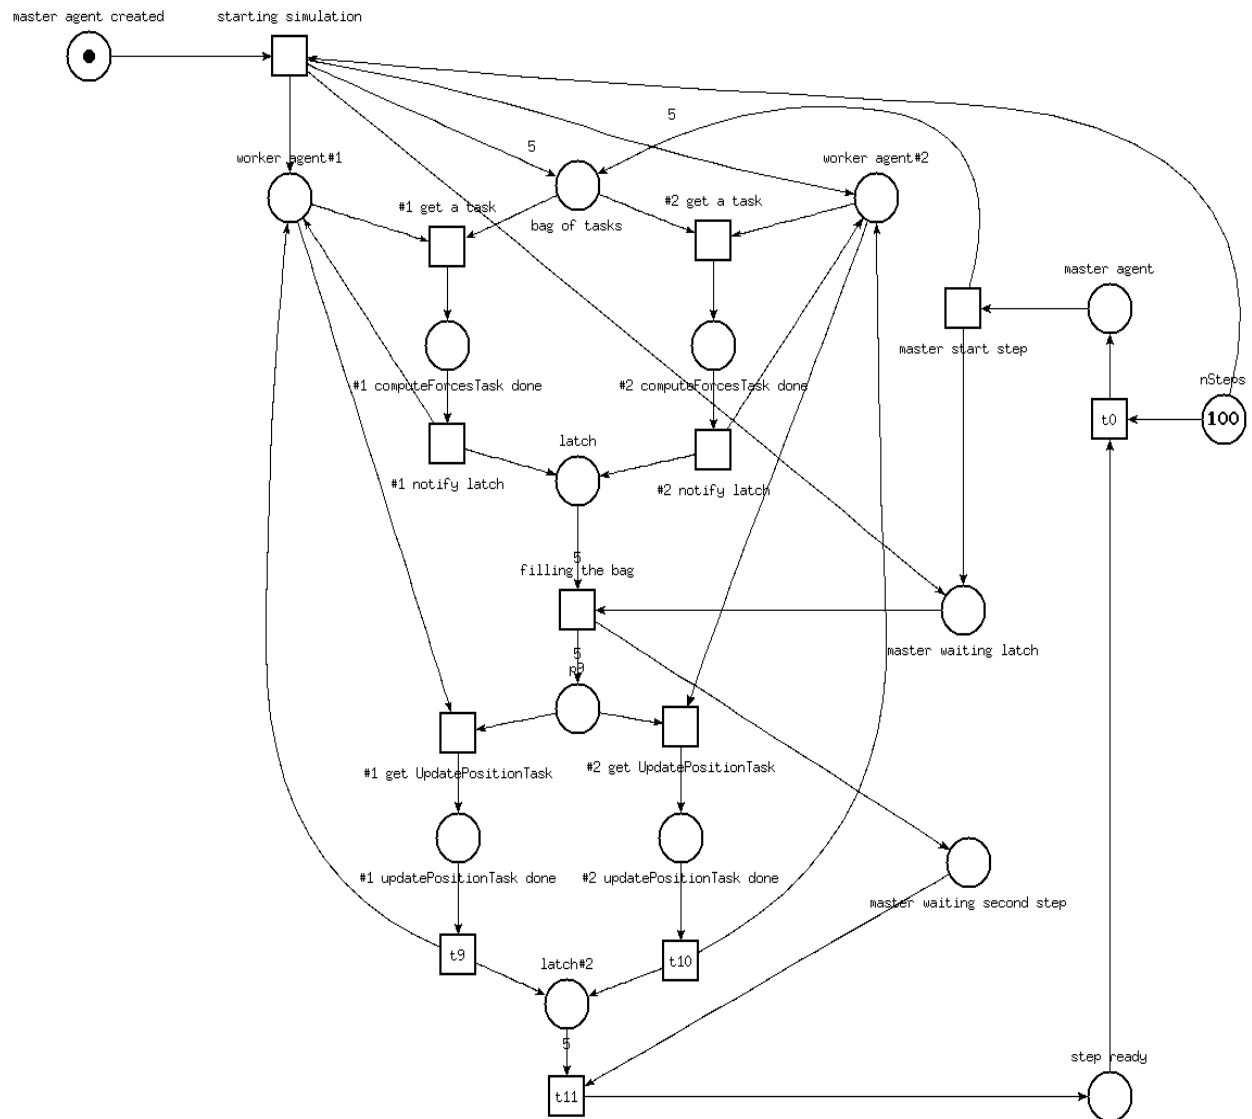 master agent created
starting simulation
5
5
worker agent#1
worker agent#2
#1 get a task
#2 get a task
bag of tasks
master agent
master start step
nSteps
#1 computeForcesTask done
#2 computeForcesTask done
t0
100
latch
#1 notify latch
#2 notify latch
5
filling the bag
5
master waiting latch
p9
#1 get UpdatePositionTask
#2 get UpdatePositionTask
#1 updatePositionTask done
#2 updatePositionTask done
master waiting second step
t9
t10
latch#2
5
step ready
t11